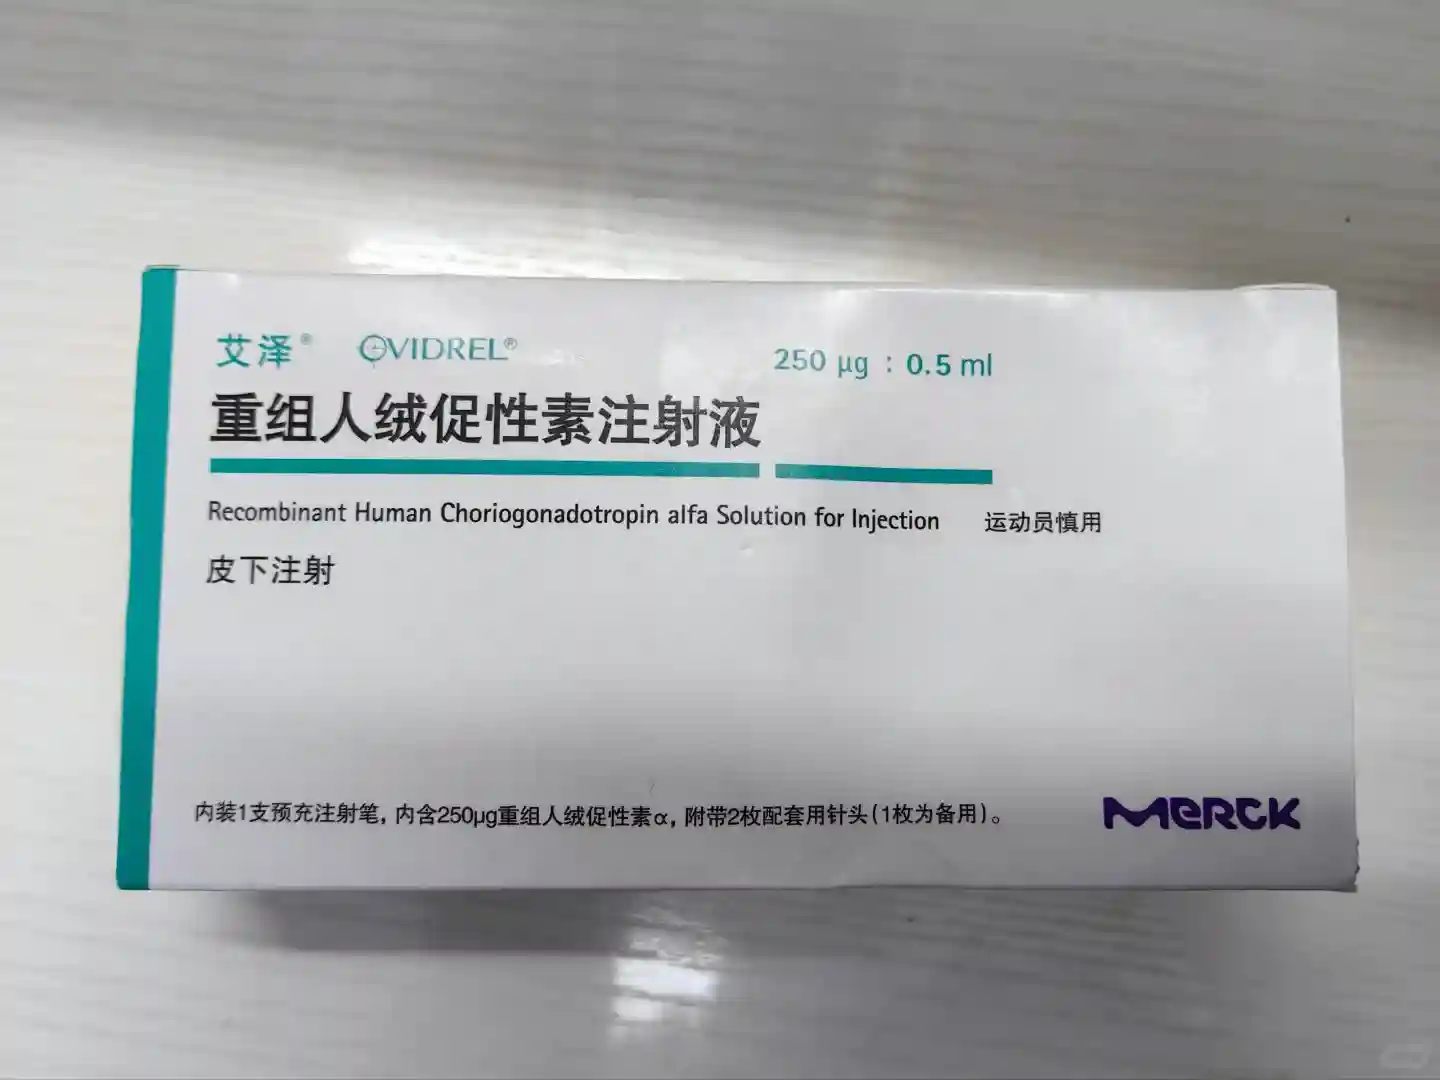 艾泽® OVIDREL® 250 μg : 0.5 ml
重组人绒促性素注射液
Recombinant Human Choriogonadotropin alfa Solution for Injection 运动员慎用
皮下注射
内装1支预充注射笔，内含250μg重组人绒促性素α，附带2枚配套用针头（1枚为备用）。
MERCK